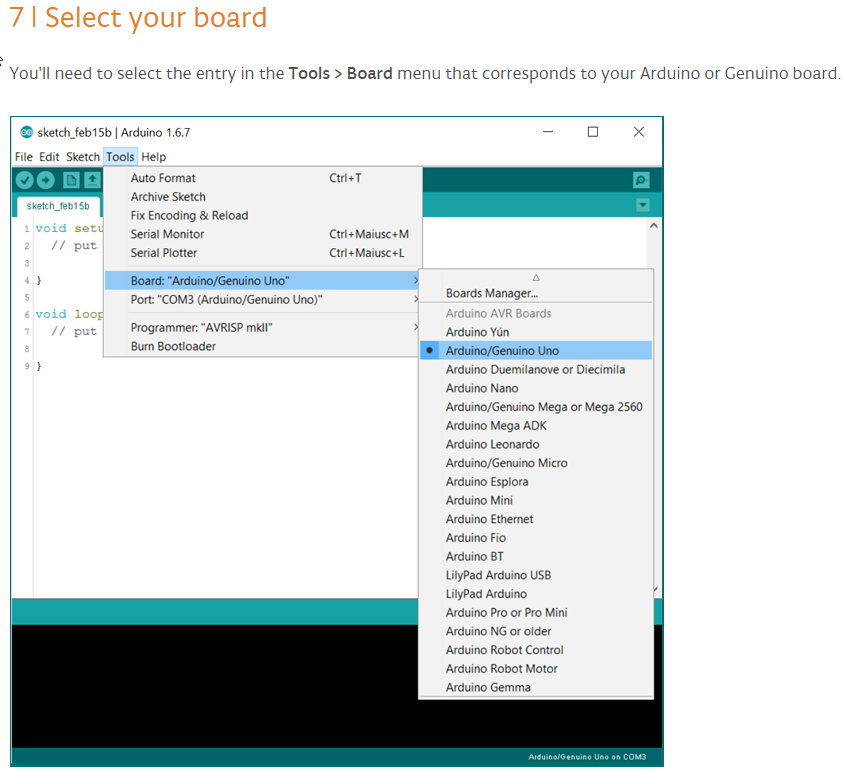 7 | Select your board
You'll need to select the entry in the Tools > Board menu that corresponds to your Arduino or Genuino board.
sketch_feb15b | Arduino 1.6.7
File Edit Sketch Tools Help
sketch_feb15b
1 void setu
2 // put
3
4 }
5
6 void loop
7 // put
8
9 }
Auto Format Ctrl+T
Archive Sketch
Fix Encoding & Reload
Serial Monitor Ctrl+Maiusc+M
Serial Plotter Ctrl+Maiusc+L
Board: "Arduino/Genuino Uno"
Port: "COM3 (Arduino/Genuino Uno)"
Programmer: "AVRISP mkII"
Burn Bootloader
Boards Manager...
Arduino AVR Boards
Arduino Yún
Arduino/Genuino Uno
Arduino Duemilanove or Diecimila
Arduino Nano
Arduino/Genuino Mega or Mega 2560
Arduino Mega ADK
Arduino Leonardo
Arduino/Genuino Micro
Arduino Esplora
Arduino Mini
Arduino Ethernet
Arduino Fio
Arduino BT
LilyPad Arduino USB
LilyPad Arduino
Arduino Pro or Pro Mini
Arduino NG or older
Arduino Robot Control
Arduino Robot Motor
Arduino Gemma
Arduino/Genuino Uno on COM3